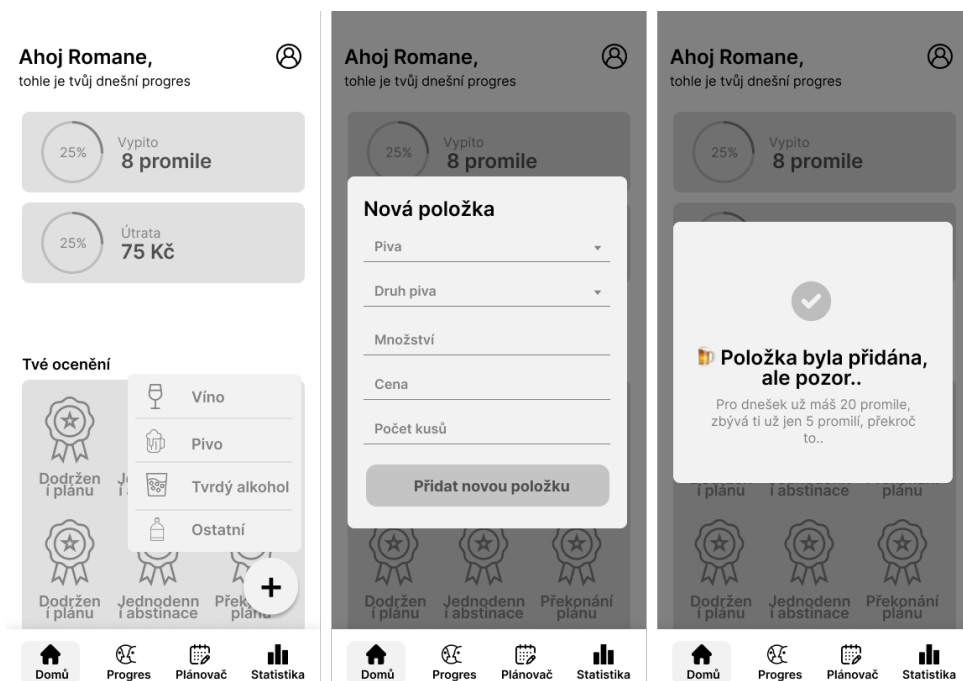 Ahoj Romane,
tohle je tvůj dnešní progres
25%
Vypito
8 promile
25%
Útrata
75 Kč
Tvé ocenění
Víno
Pivo
Tvrdý alkohol
Ostatní
Dodržen
í plánu
Dodržen
í plánu
Jednodenn
í abstinace
+
Domů
Progres
Plánovač
Statistika
Ahoj Romane,
tohle je tvůj dnešní progres
25%
Vypito
8 promile
Nová položka
Piva
Druh piva
Množství
Cena
Počet kusů
Přidat novou položku
Dodržen
í plánu
Jednodenn
í abstinace
Překonání
plánu
Domů
Progres
Plánovač
Statistika
Ahoj Romane,
tohle je tvůj dnešní progres
25%
Vypito
8 promile
Položka byla přidána,
ale pozor..
Pro dnešek už máš 20 promile,
zbývá ti už jen 5 promilí, překroč
to..
í plánu
í abstinace
plánu
Dodržen
í plánu
Jednodenn
í abstinace
Překonání
plánu
Domů
Progres
Plánovač
Statistika